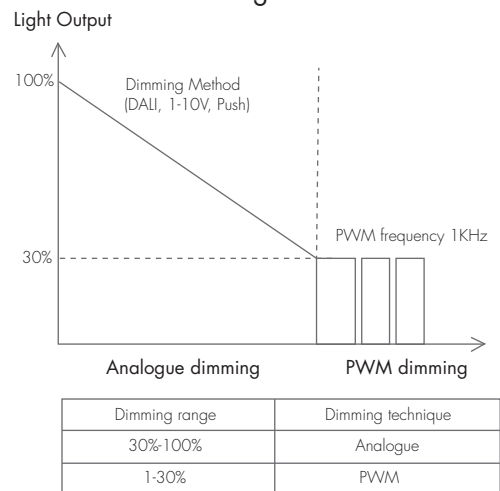 Light Output
100%
Dimming Method
(DALI, 1-10V, Push)
PWM frequency 1KHz
30%
Analogue dimming
PWM dimming
Dimming range Dimming technique
30%-100% Analogue
1-30% PWM